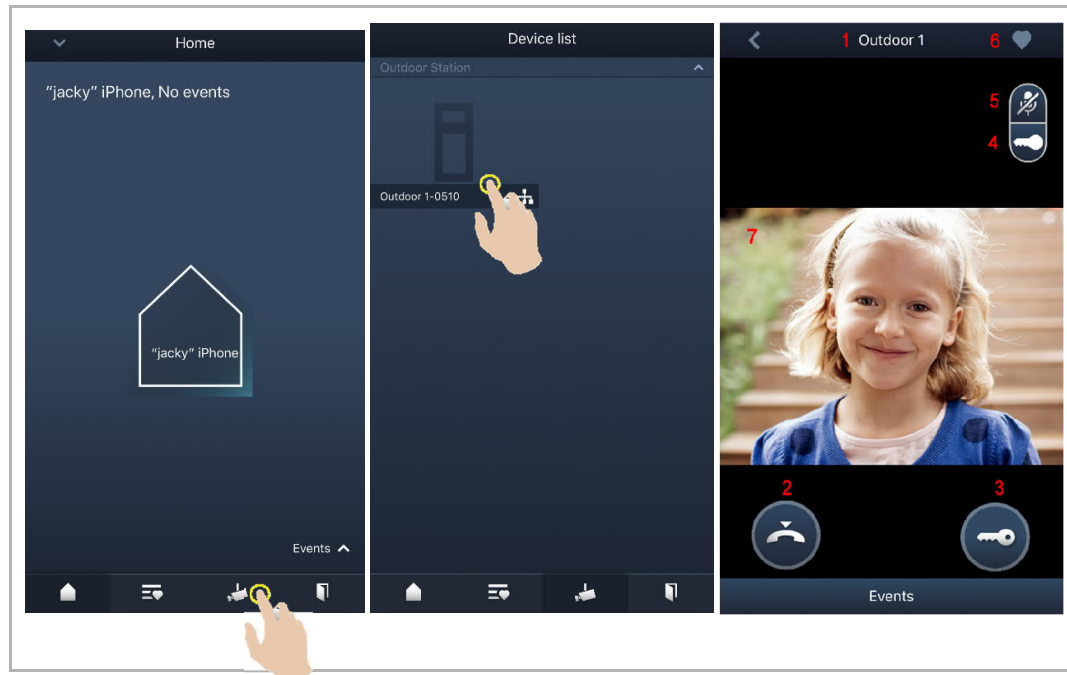 Home
"jacky" iPhone, No events
"jacky" iPhone
Events
Device list
Outdoor Station
Outdoor 1-0510
1 Outdoor 1 6
5
4
7
2 3
Events